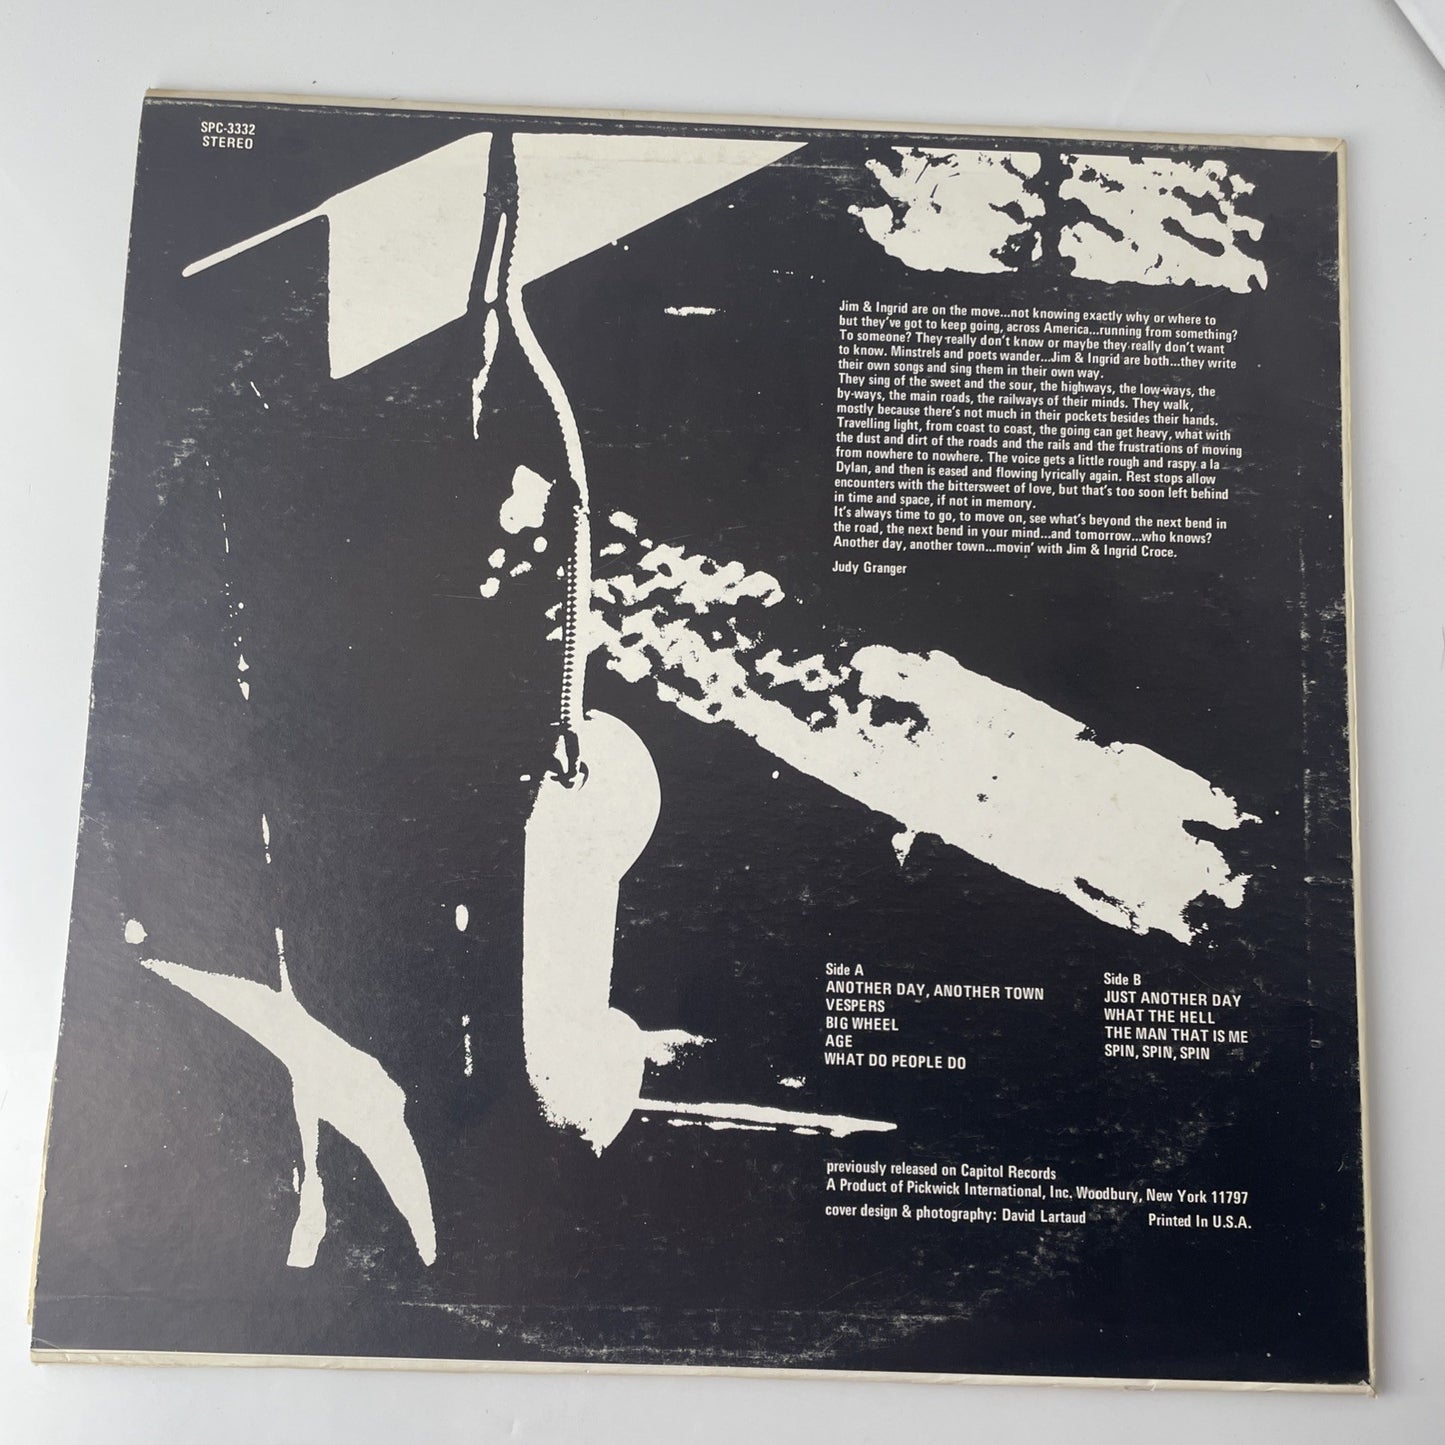 SPC-3332
STEREO
Jim & Ingrid are on the move...not knowing exactly why or where to
but they've got to keep going, across America...running from something?
To someone? They really don't know or maybe they really don't want
to know. Minstrels and poets wander...Jim & Ingrid are both...they write
their own songs and sing them in their own way.
They sing of the sweet and the sour, the highways, the low-ways, the
by-ways, the main roads, the railways of their minds. They walk,
mostly because there's not much in their pockets besides their hands.
Travelling light, from coast to coast, the going can get heavy, what with
the dust and dirt of the roads and the rails and the frustrations of moving
from nowhere to nowhere. The voice gets a little rough and raspy a la
Dylan, and then is eased and flowing lyrically again. Rest stops allow
encounters with the bittersweet of love, but that's too soon left behind
in time and space, if not in memory.
It's always time to go, to move on, see what's beyond the next bend in
the road, the next bend in your mind...and tomorrow...who knows?
Another day, another town...movin' with Jim & Ingrid Croce.
Judy Granger
Side A
ANOTHER DAY, ANOTHER TOWN
VESPERS
BIG WHEEL
AGE
WHAT DO PEOPLE DO
Side B
JUST ANOTHER DAY
WHAT THE HELL
THE MAN THAT IS ME
SPIN, SPIN, SPIN
previously released on Capitol Records
A Product of Pickwick International, Inc. Woodbury, New York 11797
cover design & photography: David Lartaud Printed In U.S.A.